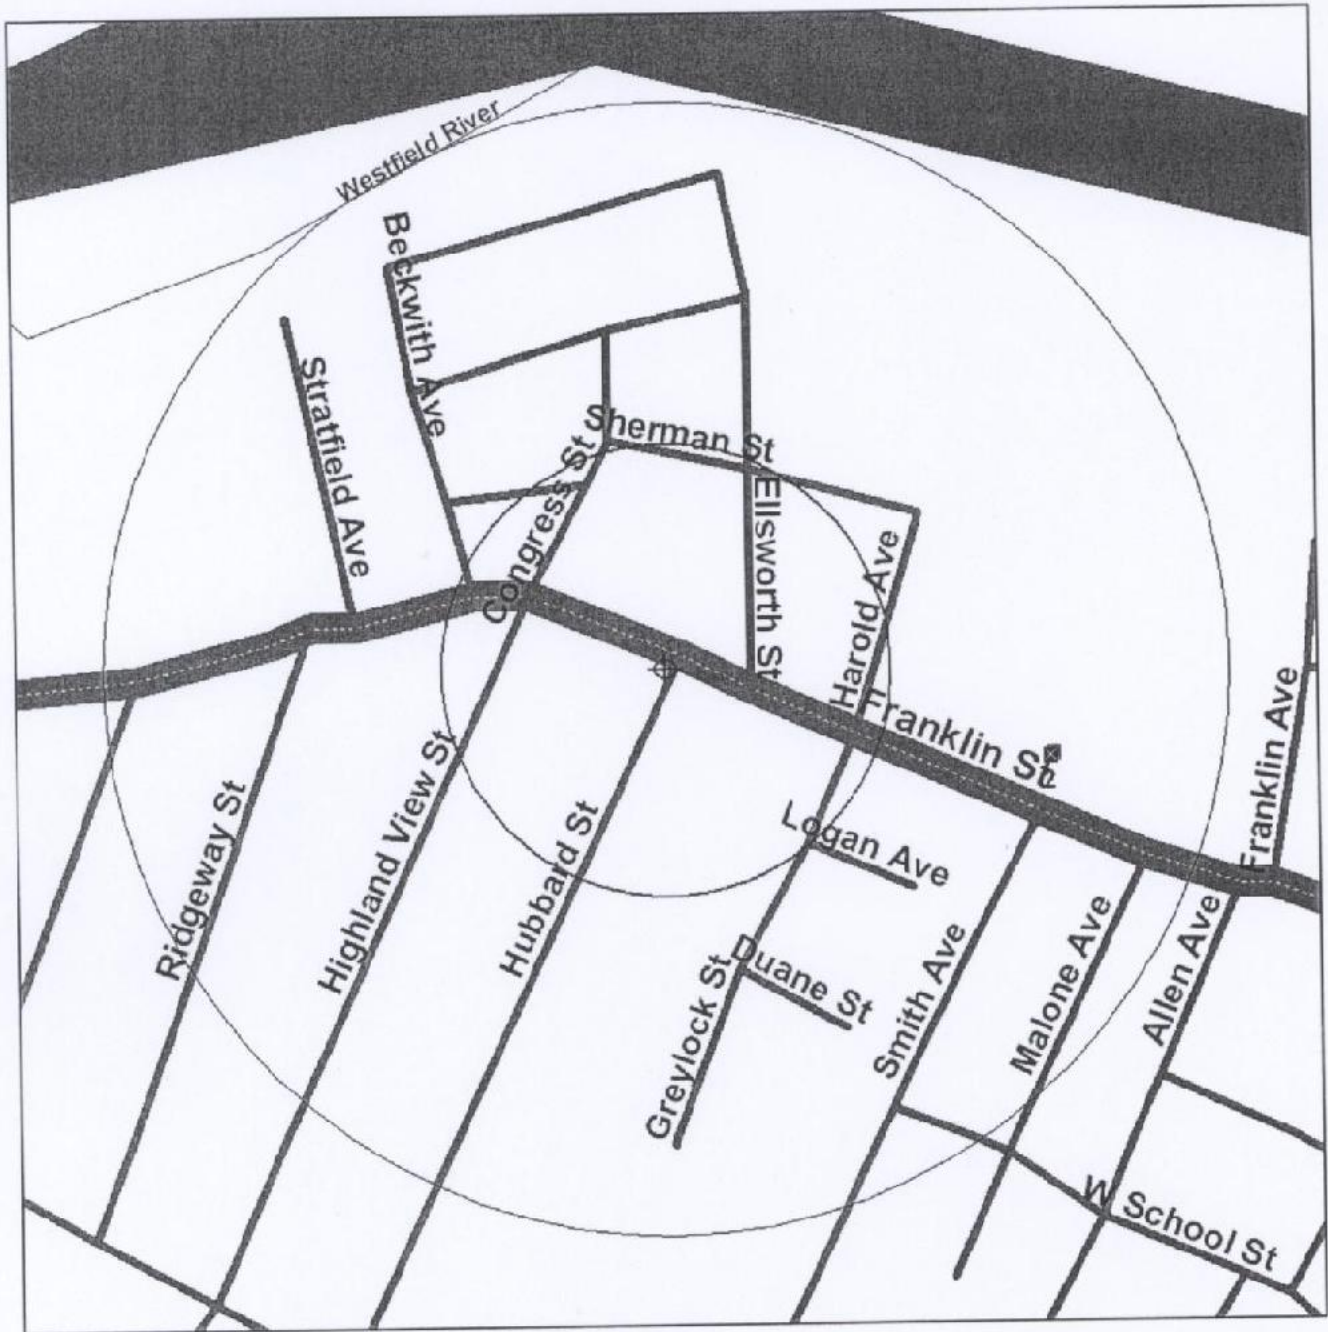 Westfield River
Beckwith Ave
Stratfield Ave
Sherman St
Congress St
Ellsworth St
Harold Ave
Franklin St
2
Franklin Ave
Ridgeway St
Highland View St
Hubbard St
Logan Ave
Duane St
Greylock St
Smith Ave
Malone Ave
Allen Ave
W School St